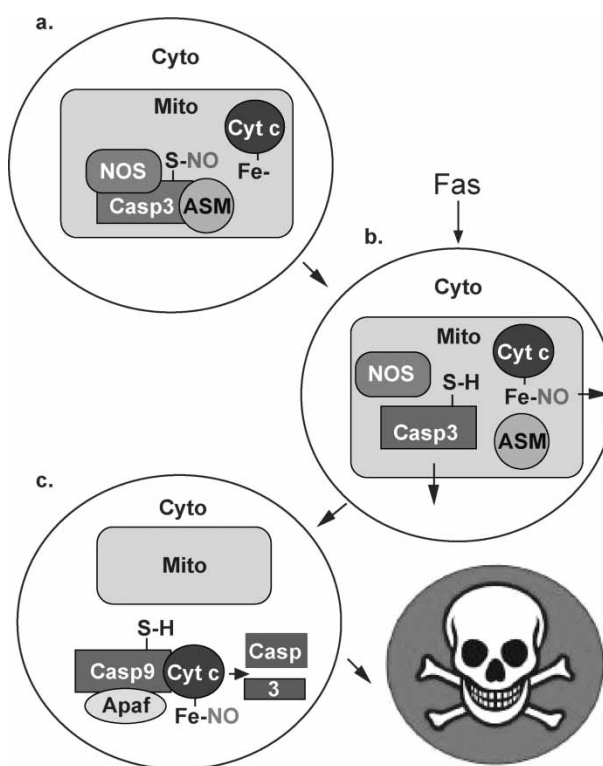 a.
Cyto
Mito
Cyt c
S-NO
Fe-
NOS
Casp3 ASM
Fas
b.
Cyto
Mito
Cyt c
NOS
S-H
Fe-NO
Casp3
ASM
c.
Cyto
Mito
S-H
Casp9 Cyt c
Casp
3
Apaf
Fe-NO